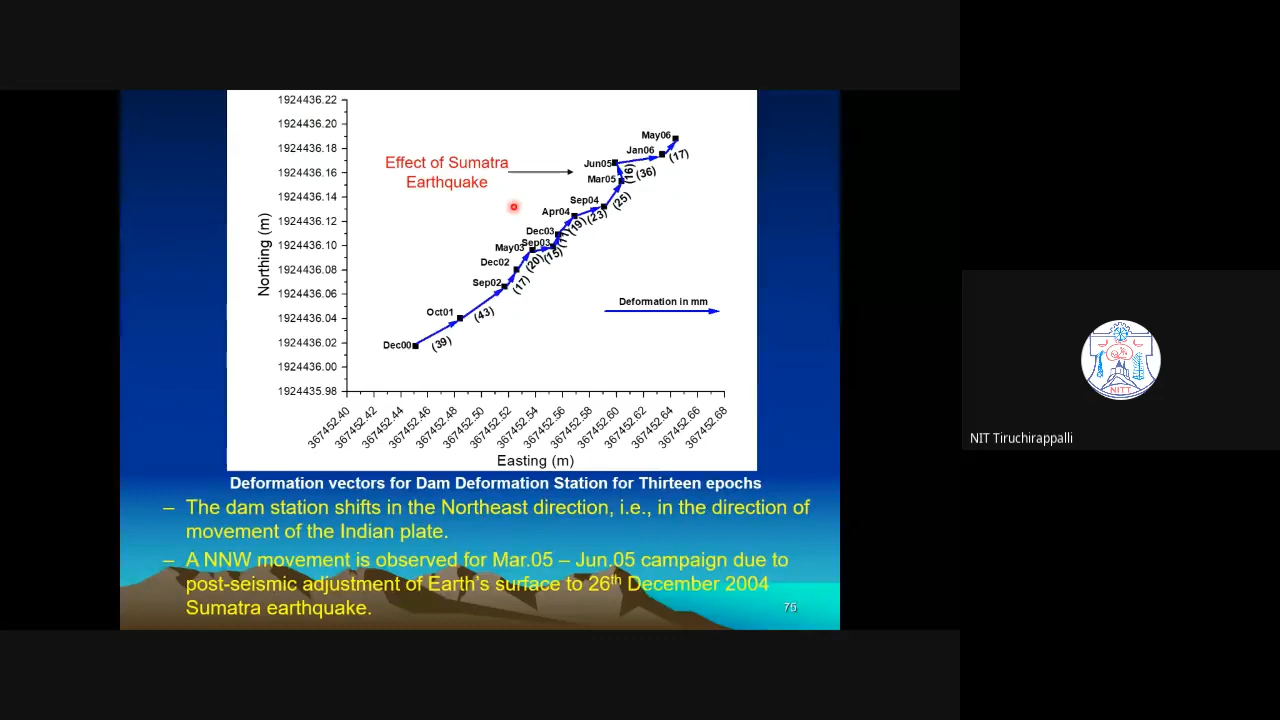 1924436.22
1924436.20
1924436.18
1924436.16
1924436.14
1924436.12
1924436.10
1924436.08
1924436.06
1924436.04
1924436.02
1924436.00
1924435.98
Northing (m)
Effect of Sumatra
Earthquake
May06
Jan06
(17)
Jun05
(36)
(16)
Mar05
Sep04
(25)
Apr04
(23)
(19)
Dec03
Sep03
May03
(15)
Dec02
(20)
Sep02
(17)
Oct01
(43)
Dec00
(39)
Deformation in mm
367452.40
367452.42
367452.44
367452.46
367452.48
367452.50
367452.52
367452.54
367452.56
367452.58
367452.60
367452.62
367452.64
367452.66
367452.68
Easting (m)
Deformation vectors for Dam Deformation Station for Thirteen epochs
– The dam station shifts in the Northeast direction, i.e., in the direction of
movement of the Indian plate.
– A NNW movement is observed for Mar.05 – Jun.05 campaign due to
post-seismic adjustment of Earth's surface to 26th December 2004
Sumatra earthquake.
75
NITT
NIT Tiruchirappalli